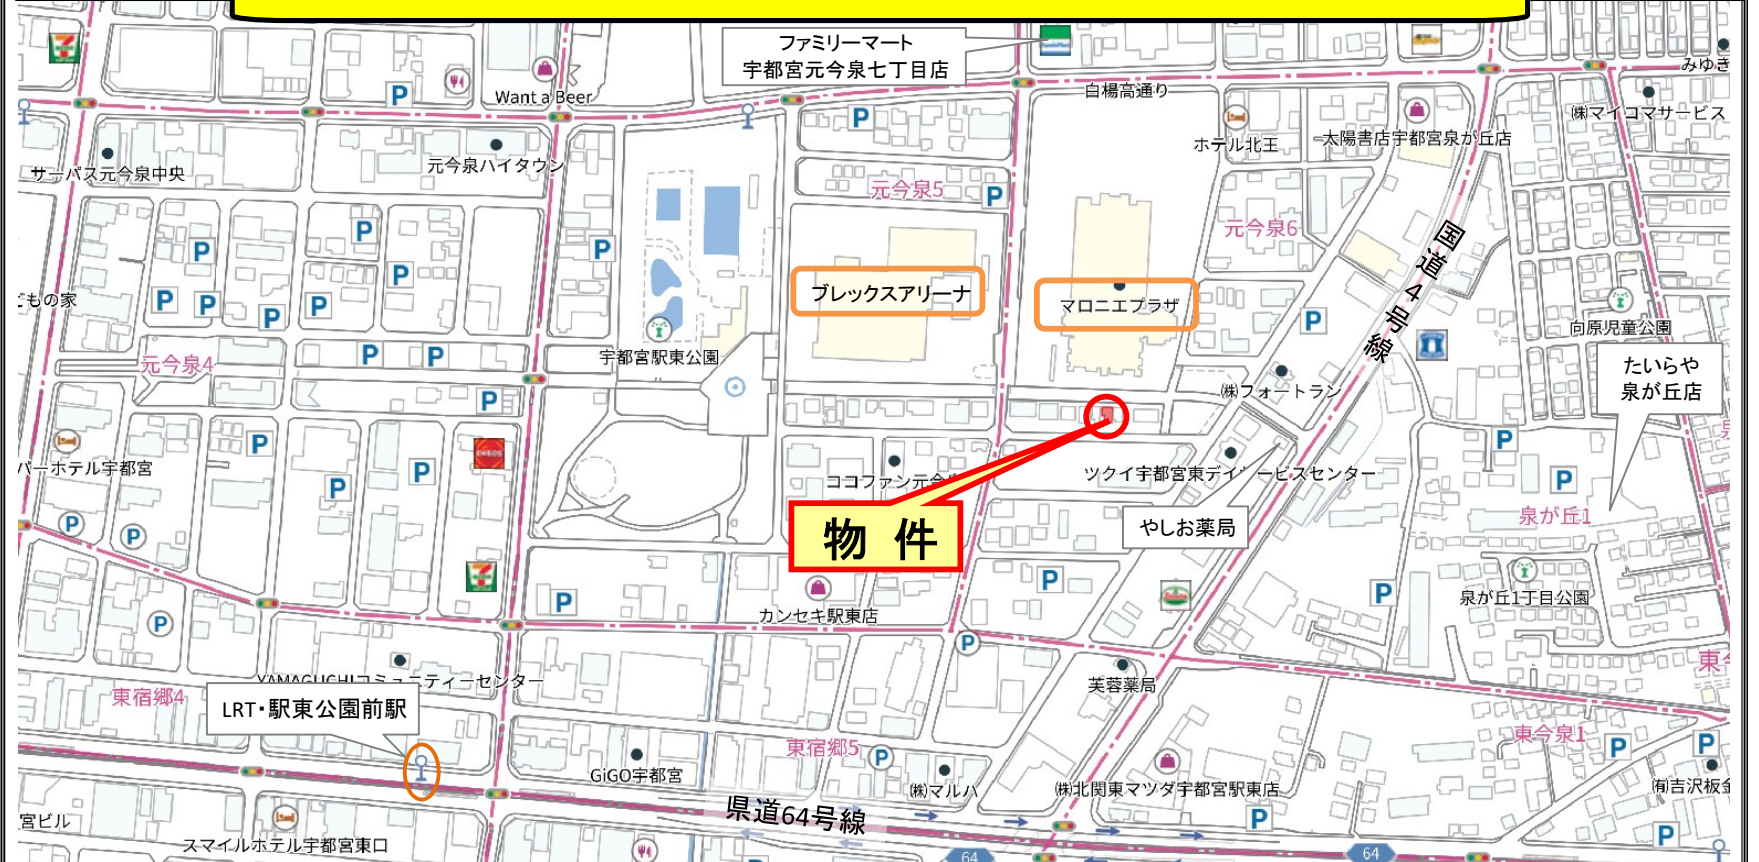 ファミリーマート
宇都宮元今泉七丁目店
白楊高通り
みゆき
Want a Beer
P
P
ホテル北王
太陽書店宇都宮泉が丘店
㈱マイコマサービス
サーパス元今泉中央
元今泉ハイタウン
元今泉5
P
元今泉6
国道4号線
P
P
P
P
P
P
P
P
ブレックスアリーナ
マロニエプラザ
P
向原児童公園
宇都宮駅東公園
どもの家
元今泉4
P
P
P
㈱フォートラン
たいらや
泉が丘店
P
P
P
P
バーホテル宇都宮
ENEOS
ココファン元今
ツクイ宇都宮東デイサービスセンター
P
物 件
やしお薬局
泉が丘1
P
P
P
カンセキ駅東店
P
P
泉が丘1丁目公園
P
P
YAMAGUCHIコミュニティーセンター
芙蓉薬局
東宿郷4
LRT・駅東公園前駅
東今泉1
GiGO宇都宮
東宿郷5
P
㈱マルハ
㈱北関東マツダ宇都宮駅東店
P
P
㈲吉沢板金
宮ビル
スマイルホテル宇都宮東口
県道64号線
P
P
64
64